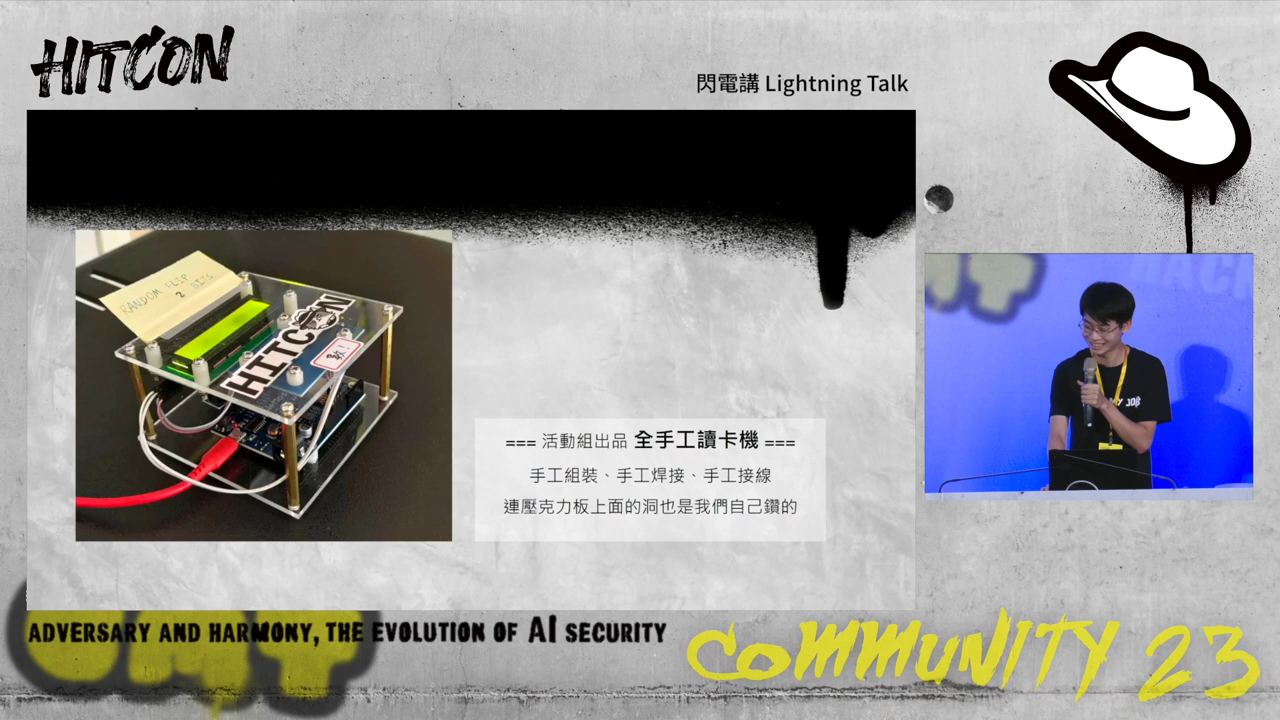 HITCON
閃電講 Lightning Talk
RANDOM FLIP
2 BITS
HITCON
=== 活動組出品 全手工讀卡機 ===
手工組裝、手工焊接、手工接線
連壓克力板上面的洞也是我們自己鑽的
ADVERSARY AND HARMONY, THE EVOLUTION OF AI SECURITY
COMMUNITY 23